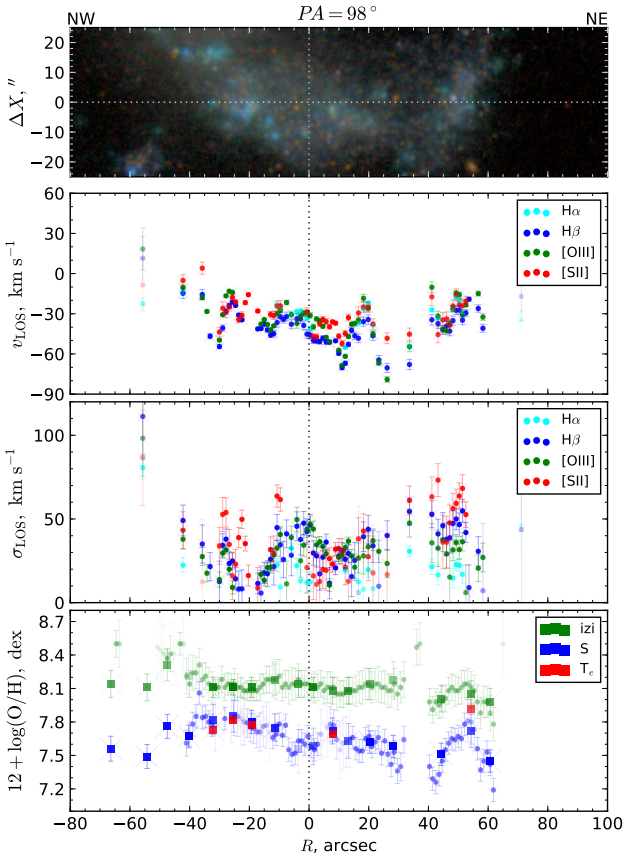 NW PA = 98° NE
20
10
0
−10
−20
ΔX, ″
60
30
0
−30
−60
−90
v_LOS, km s⁻¹
Hα
Hβ
[OIII]
[SII]
100
50
0
σ_LOS, km s⁻¹
Hα
Hβ
[OIII]
[SII]
8.7
8.4
8.1
7.8
7.5
7.2
12 + log(O/H), dex
izi
S
T_e
−80 −60 −40 −20 0 20 40 60 80 100
R, arcsec